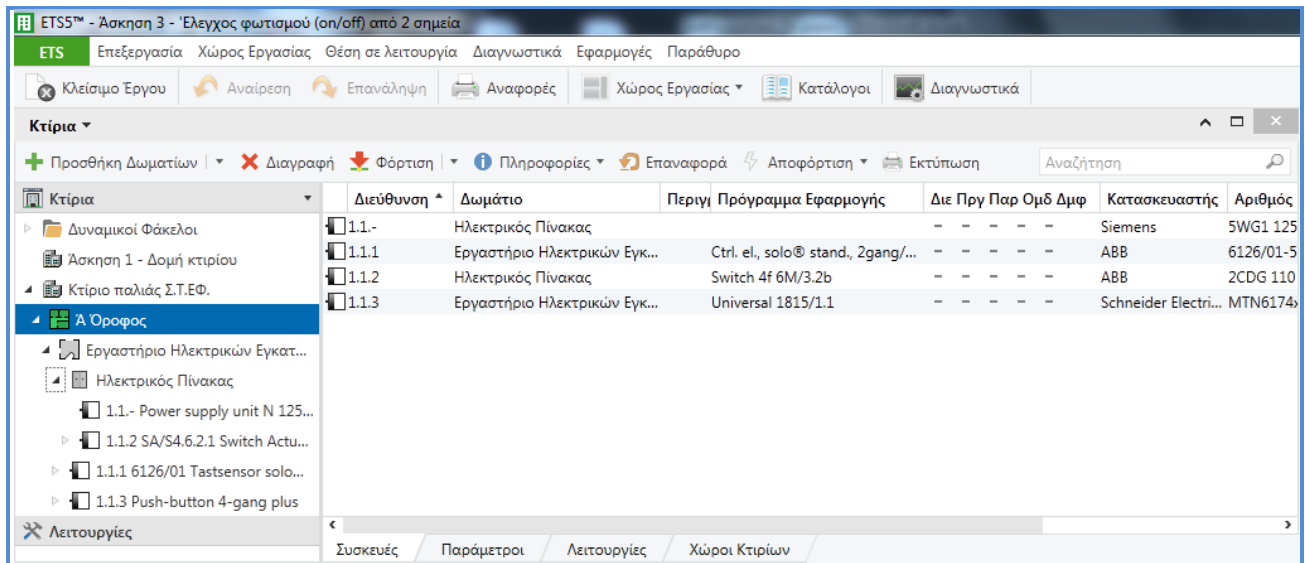 ETS5™ - Άσκηση 3 - 'Έλεγχος φωτισμού (on/off) από 2 σημεία
ETS Επεξεργασία Χώρος Εργασίας Θέση σε λειτουργία Διαγνωστικά Εφαρμογές Παράθυρο
Κλείσιμο Έργου Αναίρεση Επανάληψη Αναφορές Χώρος Εργασίας Κατάλογοι Διαγνωστικά
Κτίρια
Προσθήκη Δωματίων Διαγραφή Φόρτιση Πληροφορίες Επαναφορά Αποφόρτιση Εκτύπωση Αναζήτηση
Κτίρια
Δυναμικοί Φάκελοι
Άσκηση 1 - Δομή κτιρίου
Κτίριο παλιάς Σ.Τ.ΕΦ.
Ά Όροφος
Εργαστήριο Ηλεκτρικών Εγκατ...
Ηλεκτρικός Πίνακας
1.1.- Power supply unit N 125...
1.1.2 SA/S4.6.2.1 Switch Actu...
1.1.1 6126/01 Tastsensor solo...
1.1.3 Push-button 4-gang plus
Λειτουργίες
Διεύθυνση Δωμάτιο Περιγι Πρόγραμμα Εφαρμογής Διε Πργ Παρ Ομδ Δμφ Κατασκευαστής Αριθμός
1.1.- Ηλεκτρικός Πίνακας – – – – – Siemens 5WG1 125
1.1.1 Εργαστήριο Ηλεκτρικών Εγκ... Ctrl. el., solo® stand., 2gang/... – – – – – ABB 6126/01-5
1.1.2 Ηλεκτρικός Πίνακας Switch 4f 6M/3.2b – – – – – ABB 2CDG 110
1.1.3 Εργαστήριο Ηλεκτρικών Εγκ... Universal 1815/1.1 – – – – – Schneider Electri... MTN6174x
Συσκευές Παράμετροι Λειτουργίες Χώροι Κτιρίων